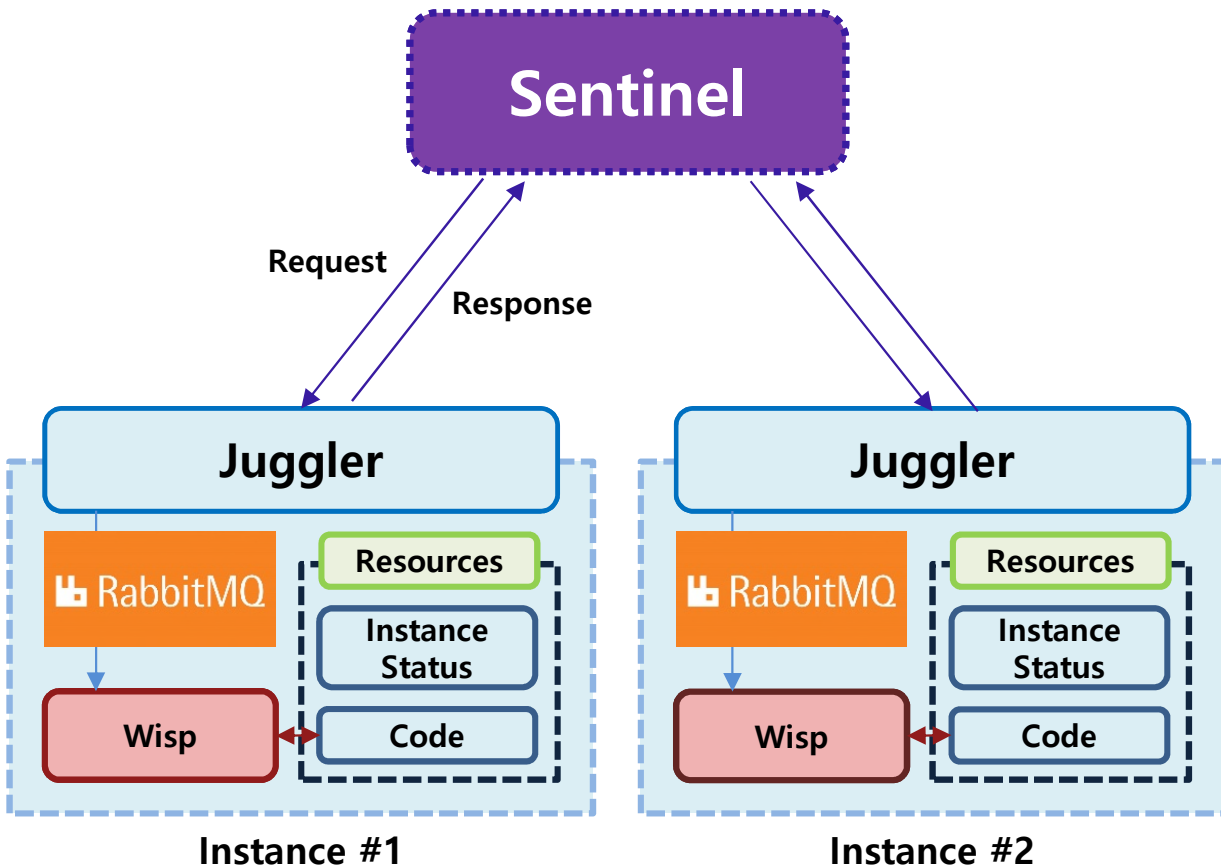 Sentinel
Request
Response
Juggler
RabbitMQ
Resources
Instance
Status
Wisp
Code
Instance #1
Juggler
RabbitMQ
Resources
Instance
Status
Wisp
Code
Instance #2